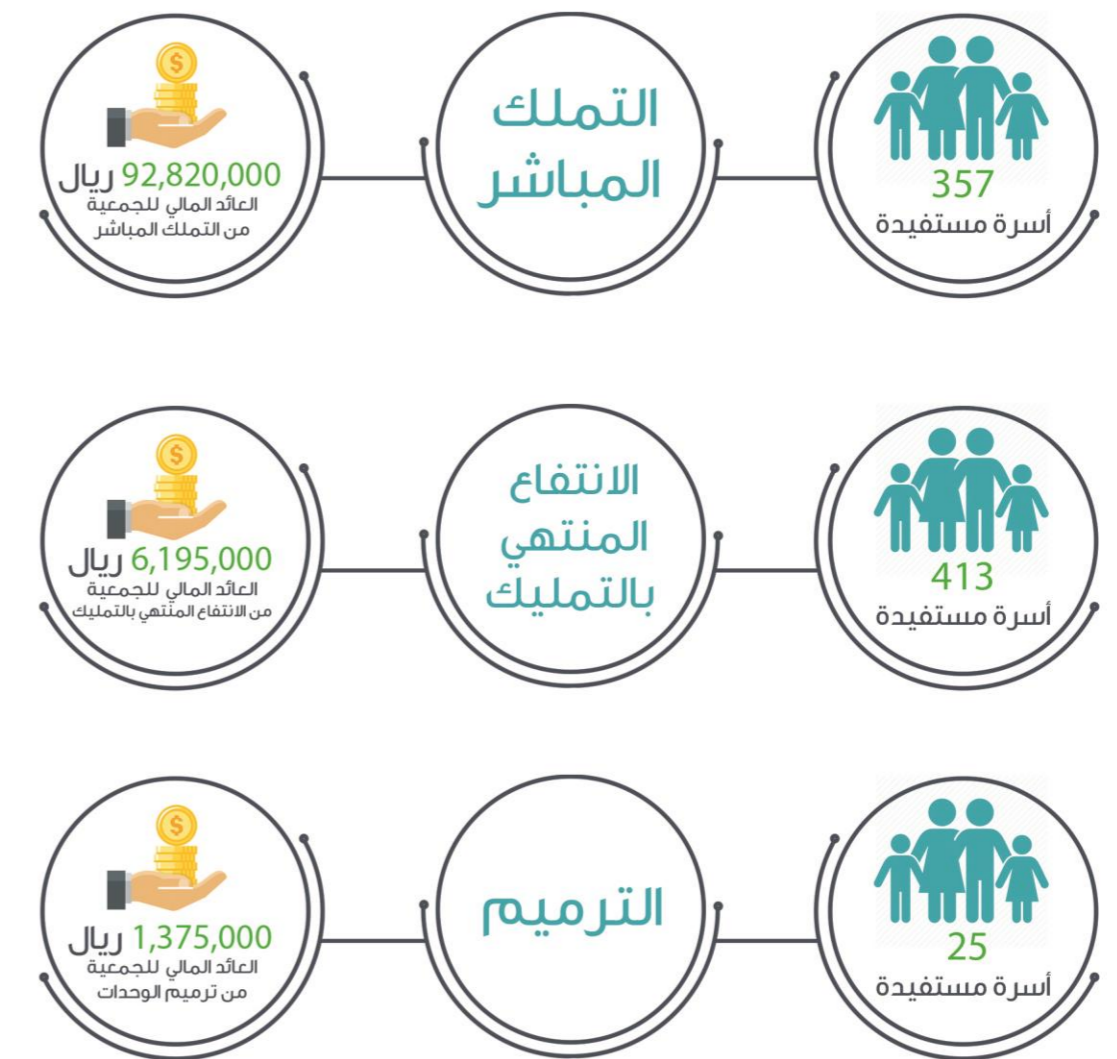 357
أسرة مستفيدة
التملك
المباشر
92,820,000 ريال
العائد المالي للجمعية
من التملك المباشر
413
أسرة مستفيدة
الانتفاع
المنتهي
بالتمليك
6,195,000 ريال
العائد المالي للجمعية
من الانتفاع المنتهي بالتمليك
25
أسرة مستفيدة
الترميم
1,375,000 ريال
العائد المالي للجمعية
من ترميم الوحدات